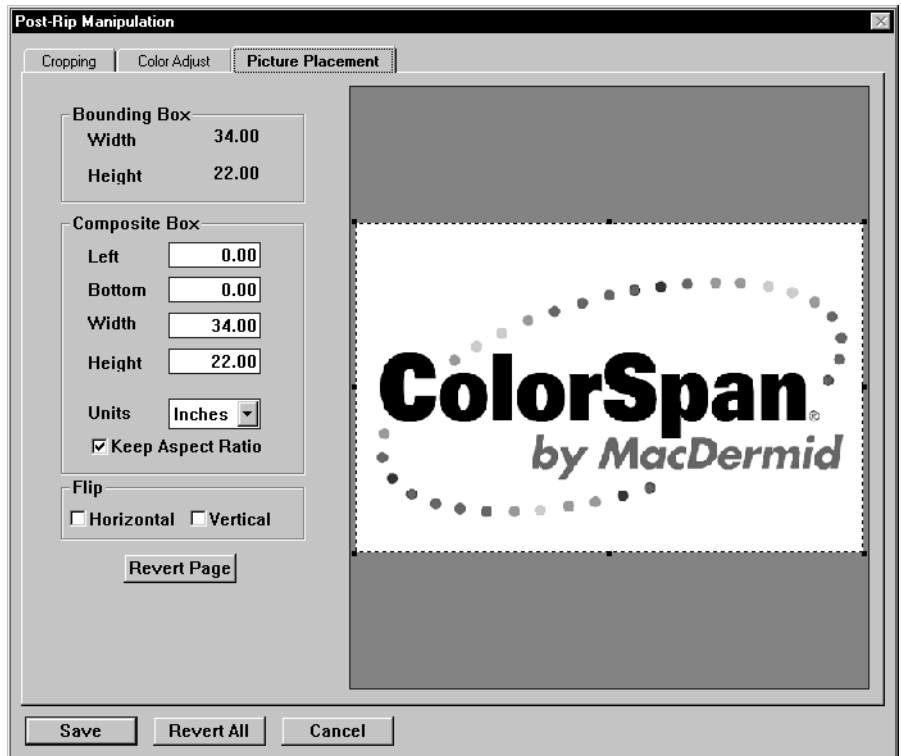 Post-Rip Manipulation
Cropping Color Adjust Picture Placement
Bounding Box
Width 34.00
Height 22.00
Composite Box
Left 0.00
Bottom 0.00
Width 34.00
Height 22.00
Units Inches
Keep Aspect Ratio
Flip
Horizontal Vertical
Revert Page
ColorSpan®
by MacDermid
Save Revert All Cancel